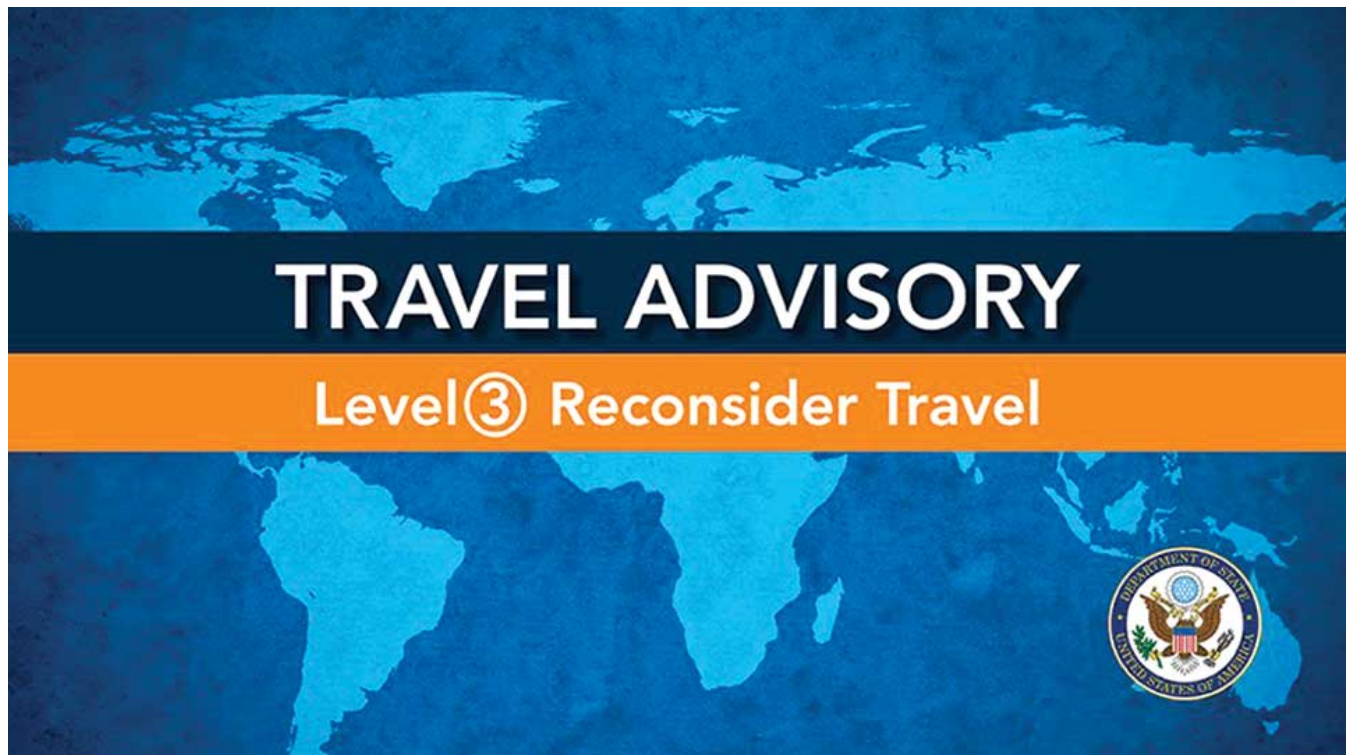 TRAVEL ADVISORY
Level③ Reconsider Travel
DEPARTMENT OF STATE
UNITED STATES OF AMERICA